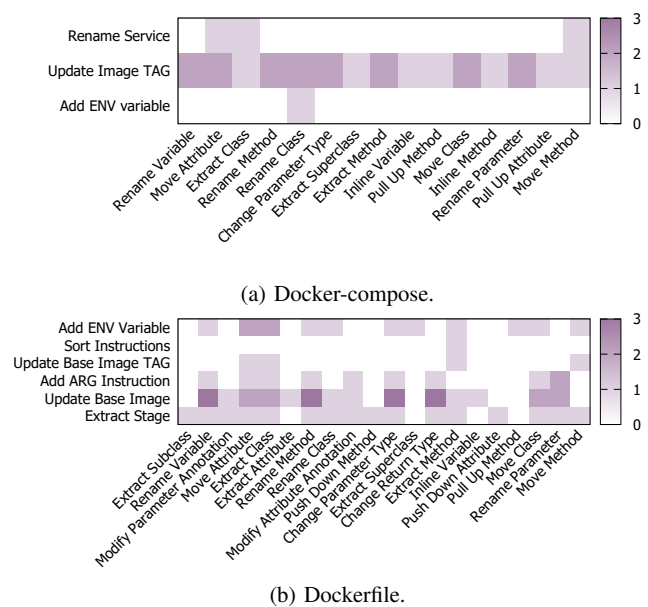 Rename Service
Update Image TAG
Add ENV variable
3
2
1
0
Rename Variable
Move Attribute
Extract Class
Rename Method
Rename Class
Change Parameter Type
Extract Superclass
Extract Method
Inline Variable
Pull Up Method
Move Class
Inline Method
Rename Parameter
Pull Up Attribute
Move Method
(a) Docker-compose.
Add ENV Variable
Sort Instructions
Update Base Image TAG
Add ARG Instruction
Update Base Image
Extract Stage
3
2
1
0
Extract Subclass
Rename Variable
Modify Parameter Annotation
Move Attribute
Extract Class
Extract Attribute
Rename Method
Rename Class
Modify Attribute Annotation
Push Down Method
Change Parameter Type
Extract Superclass
Change Return Type
Extract Method
Inline Variable
Push Down Attribute
Pull Up Method
Move Class
Rename Parameter
Move Method
(b) Dockerfile.